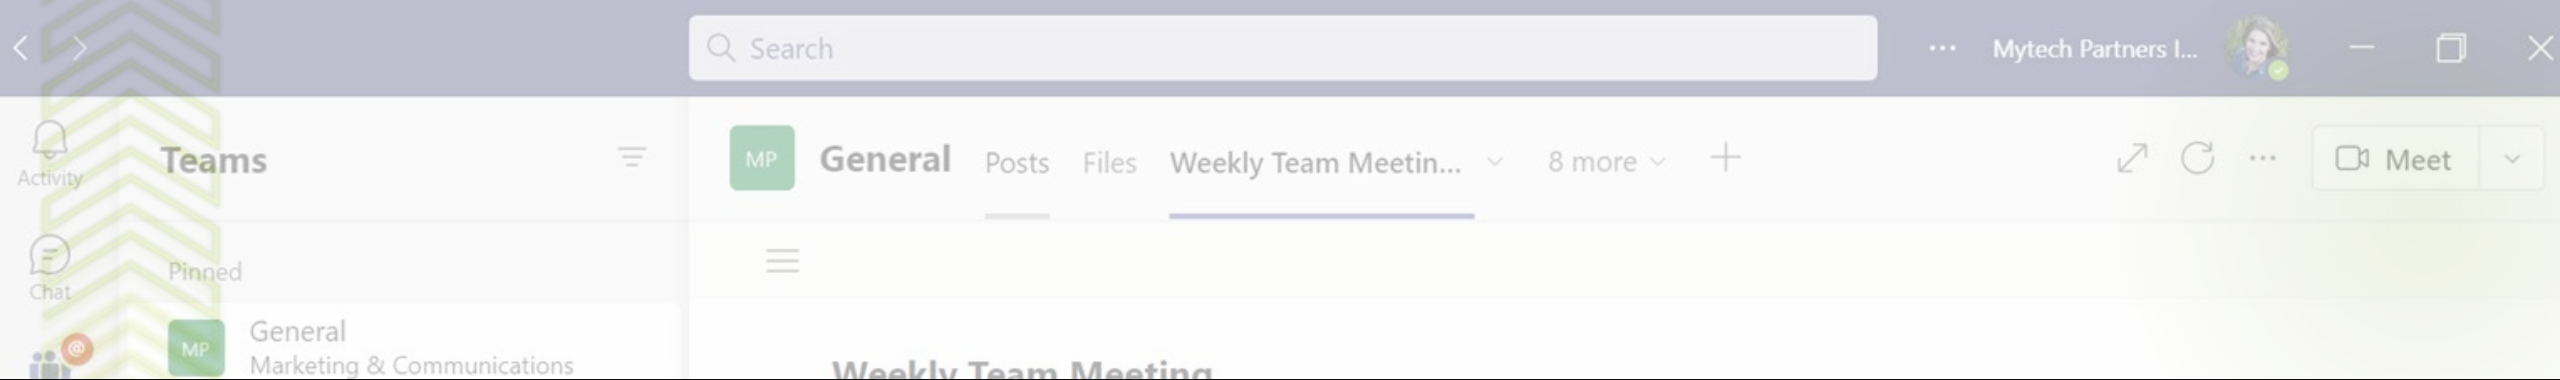 Search
Mytech Partners I...
Activity
Teams
MP
General
Posts
Files
Weekly Team Meetin...
8 more
Meet
Chat
Pinned
@
MP
General
Marketing & Communications
Weekly Team Meeting